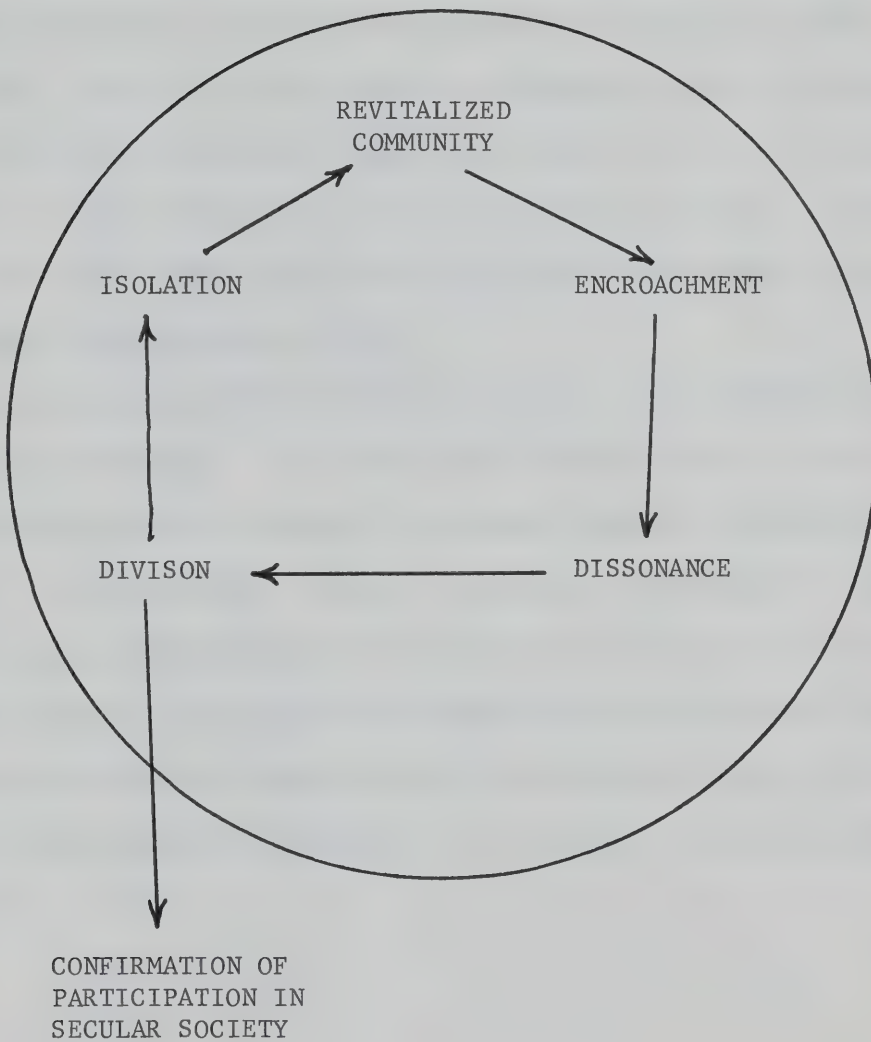 REVITALIZED
COMMUNITY
ISOLATION
ENCROACHMENT
DIVISON
DISSONANCE
CONFIRMATION OF
PARTICIPATION IN
SECULAR SOCIETY